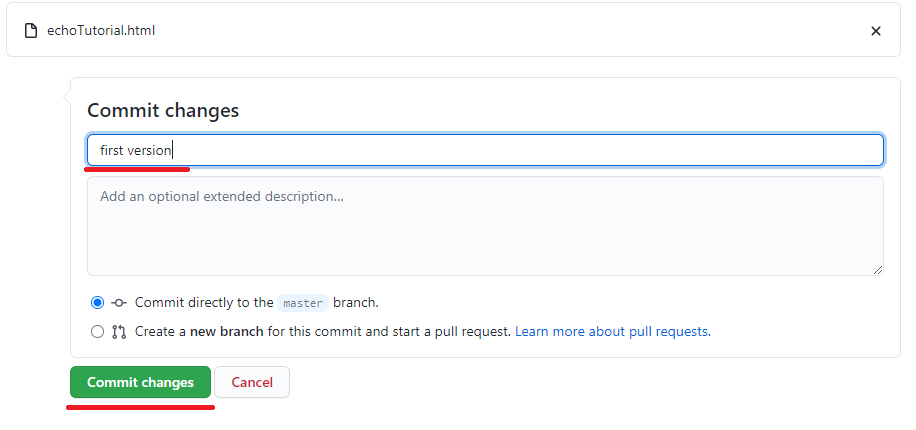 echoTutorial.html
Commit changes
first version
Add an optional extended description...
Commit directly to the master branch.
Create a new branch for this commit and start a pull request. Learn more about pull requests.
Commit changes Cancel